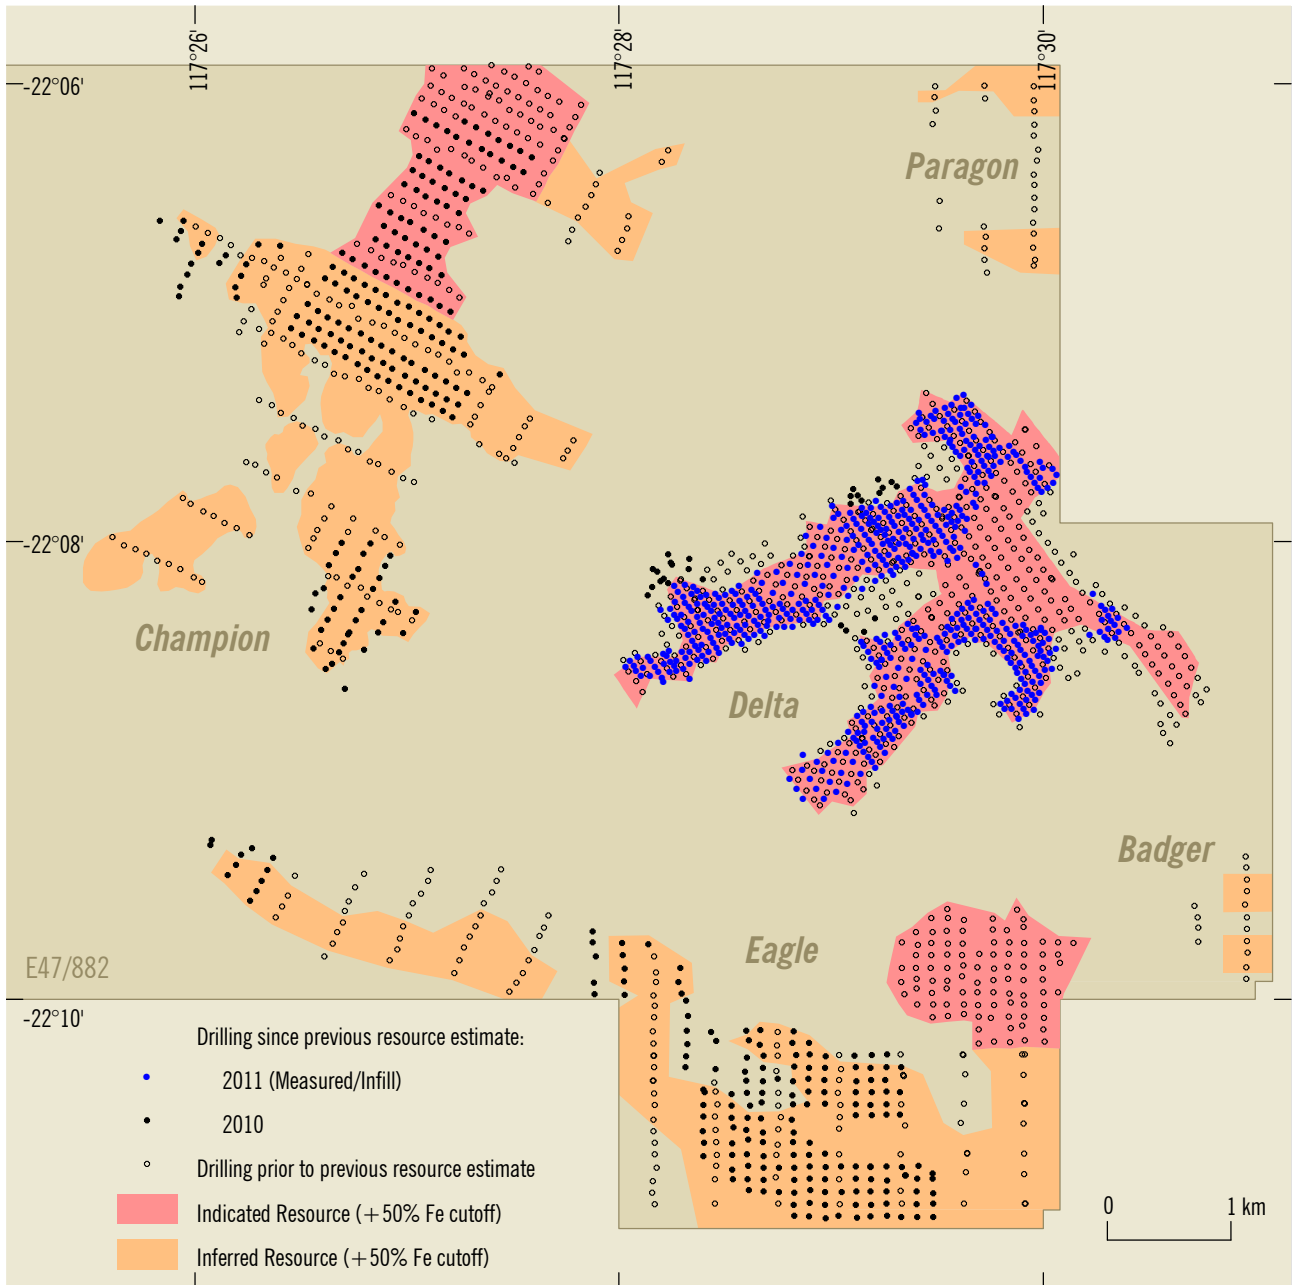 117°26'
117°28'
117°30'
-22°06'
Paragon
-22°08'
Champion
Delta
Badger
Eagle
E47/882
-22°10'
Drilling since previous resource estimate:
2011 (Measured/Infill)
2010
Drilling prior to previous resource estimate
Indicated Resource (+50% Fe cutoff)
Inferred Resource (+50% Fe cutoff)
0 1 km